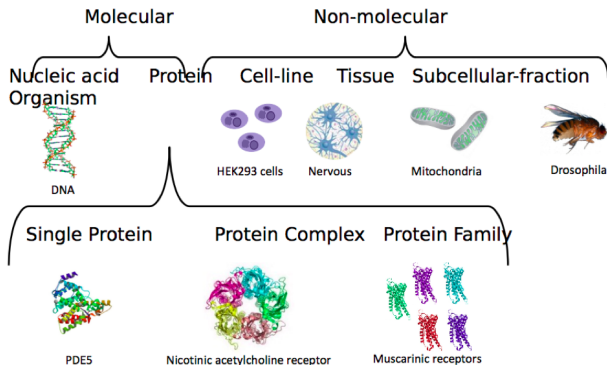 Molecular Non-molecular
Nucleic acid Protein Cell-line Tissue Subcellular-fraction
Organism
DNA HEK293 cells Nervous Mitochondria Drosophila
Single Protein Protein Complex Protein Family
PDE5 Nicotinic acetylcholine receptor Muscarinic receptors